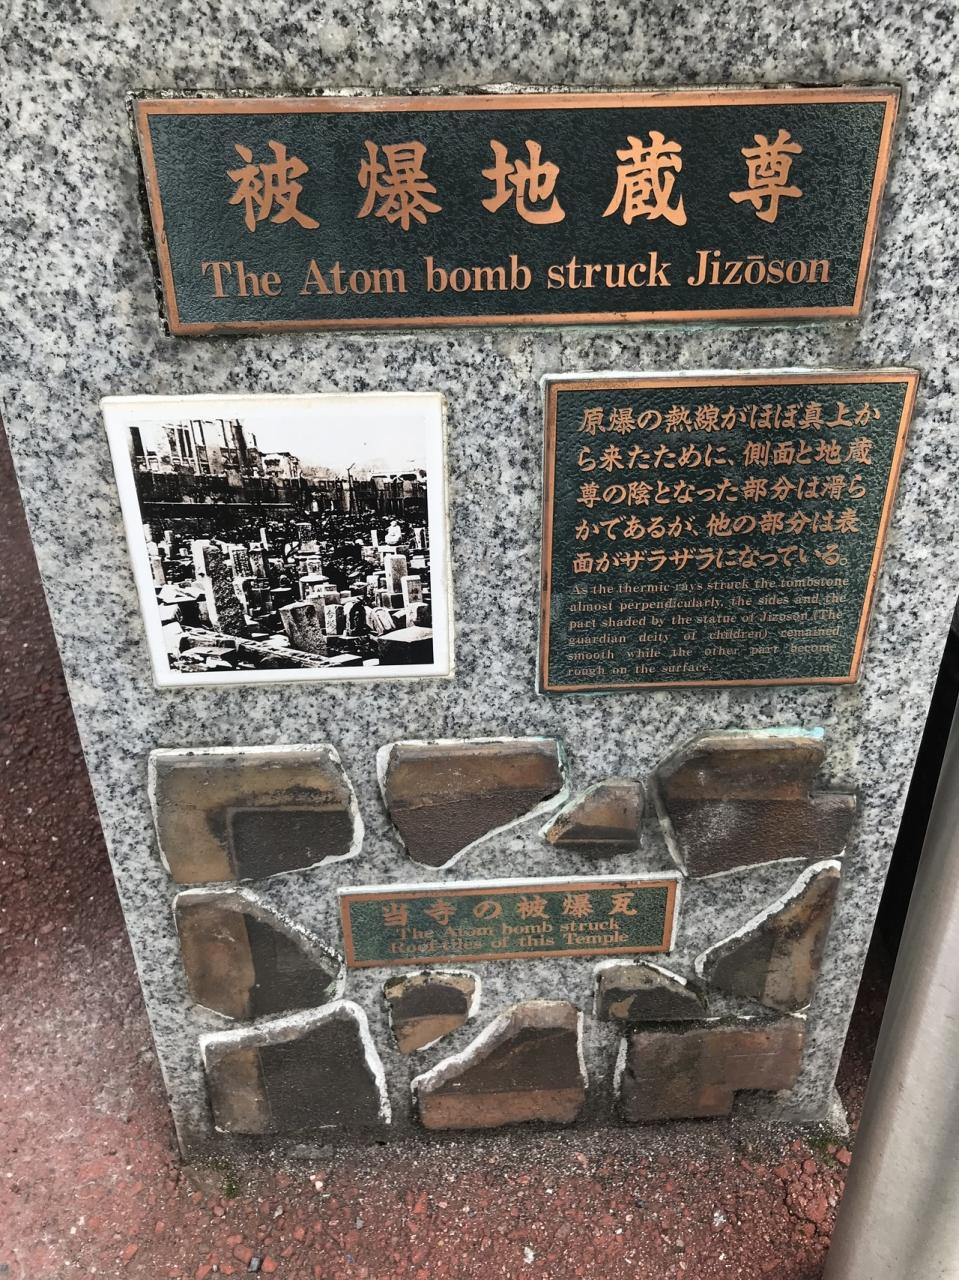 被爆地蔵尊
The Atom bomb struck Jizōson
原爆の熱線がほぼ真上か
ら来たために、側面と地蔵
尊の陰となった部分は滑ら
かであるが、他の部分は表
面がザラザラになっている。
As the thermic rays struck the tombstone
almost perpendicularly, the sides and the
part shaded by the statue of Jizoson (The
guardian deity of children) remained
smooth while the other part become
rough on the surface.
当寺の被爆瓦
The Atom bomb struck
Roof-tiles of this Temple